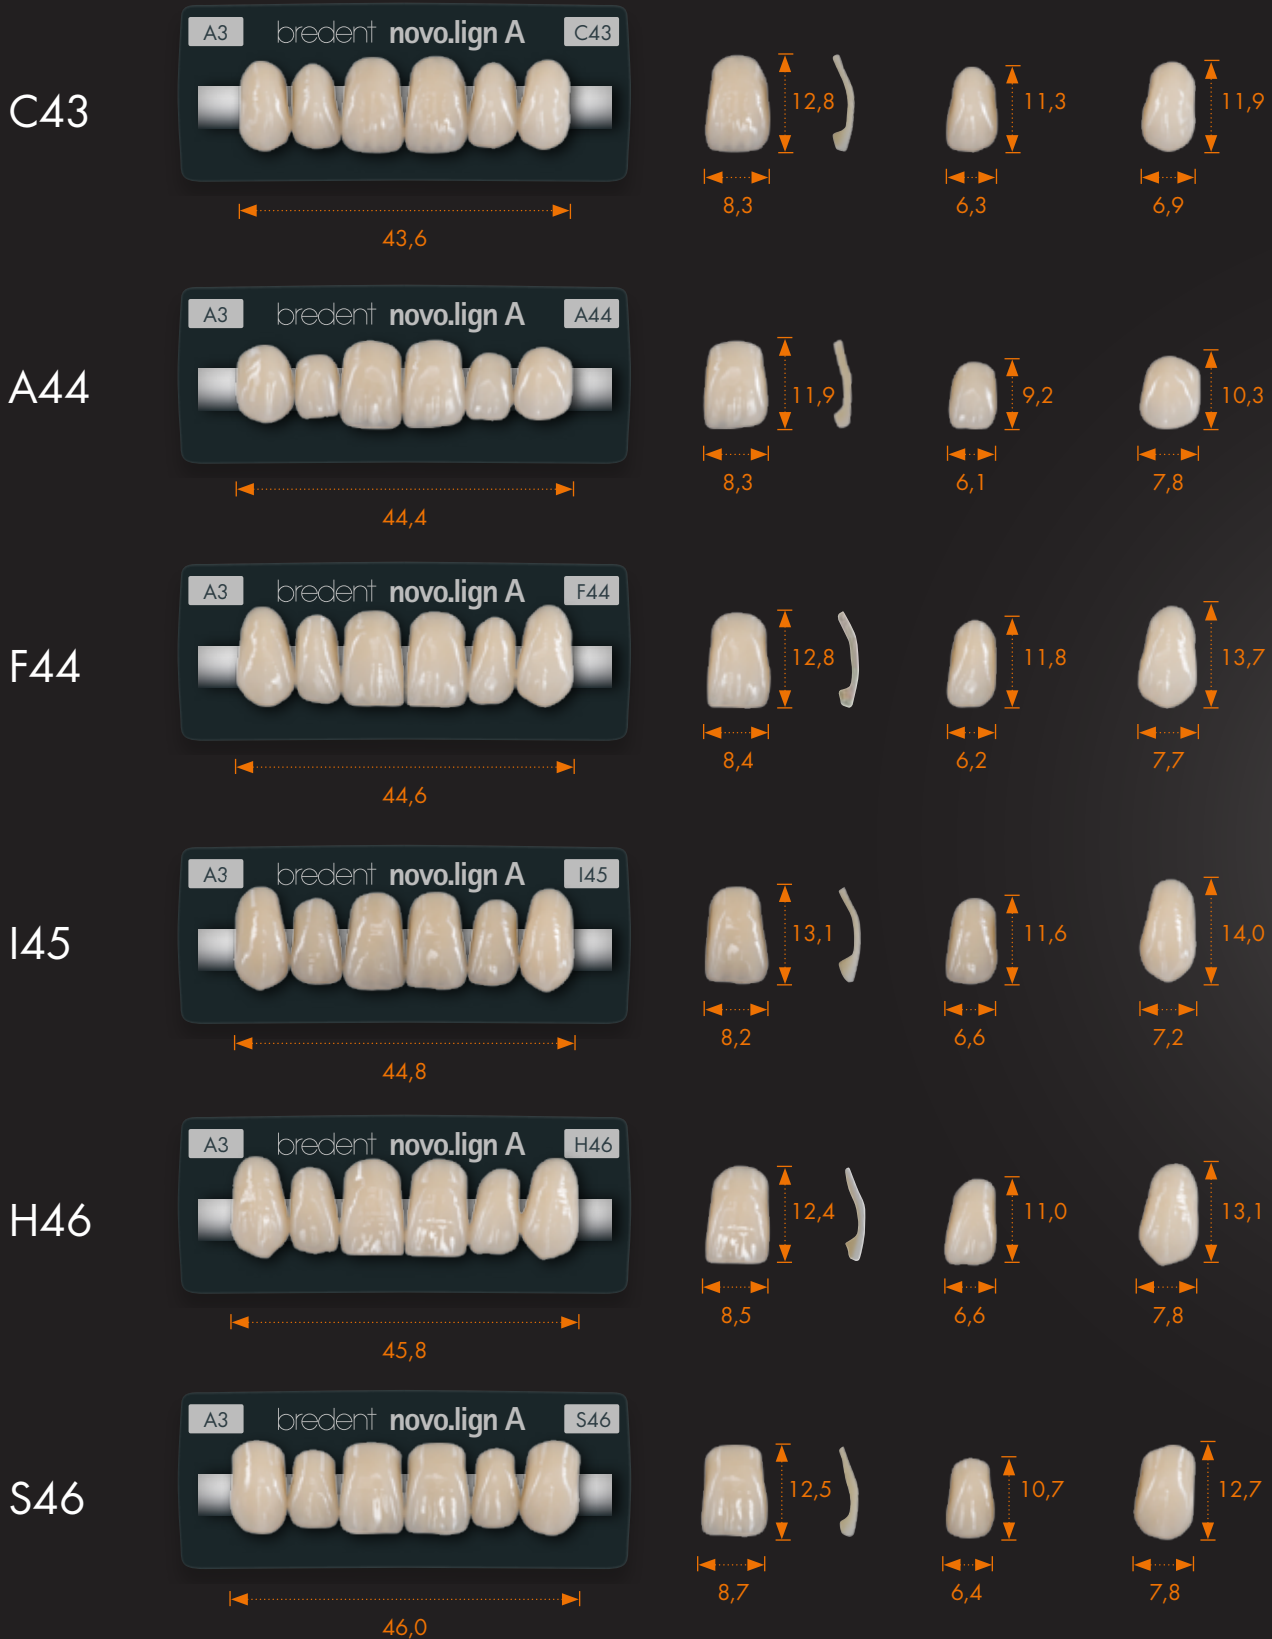 A3 bredent novo.lign A C43
C43
12,8 11,3 11,9
8,3 6,3 6,9
43,6
A3 bredent novo.lign A A44
A44
11,9 9,2 10,3
8,3 6,1 7,8
44,4
A3 bredent novo.lign A F44
F44
12,8 11,8 13,7
8,4 6,2 7,7
44,6
A3 bredent novo.lign A I45
I45
13,1 11,6 14,0
8,2 6,6 7,2
44,8
A3 bredent novo.lign A H46
H46
12,4 11,0 13,1
8,5 6,6 7,8
45,8
A3 bredent novo.lign A S46
S46
12,5 10,7 12,7
8,7 6,4 7,8
46,0